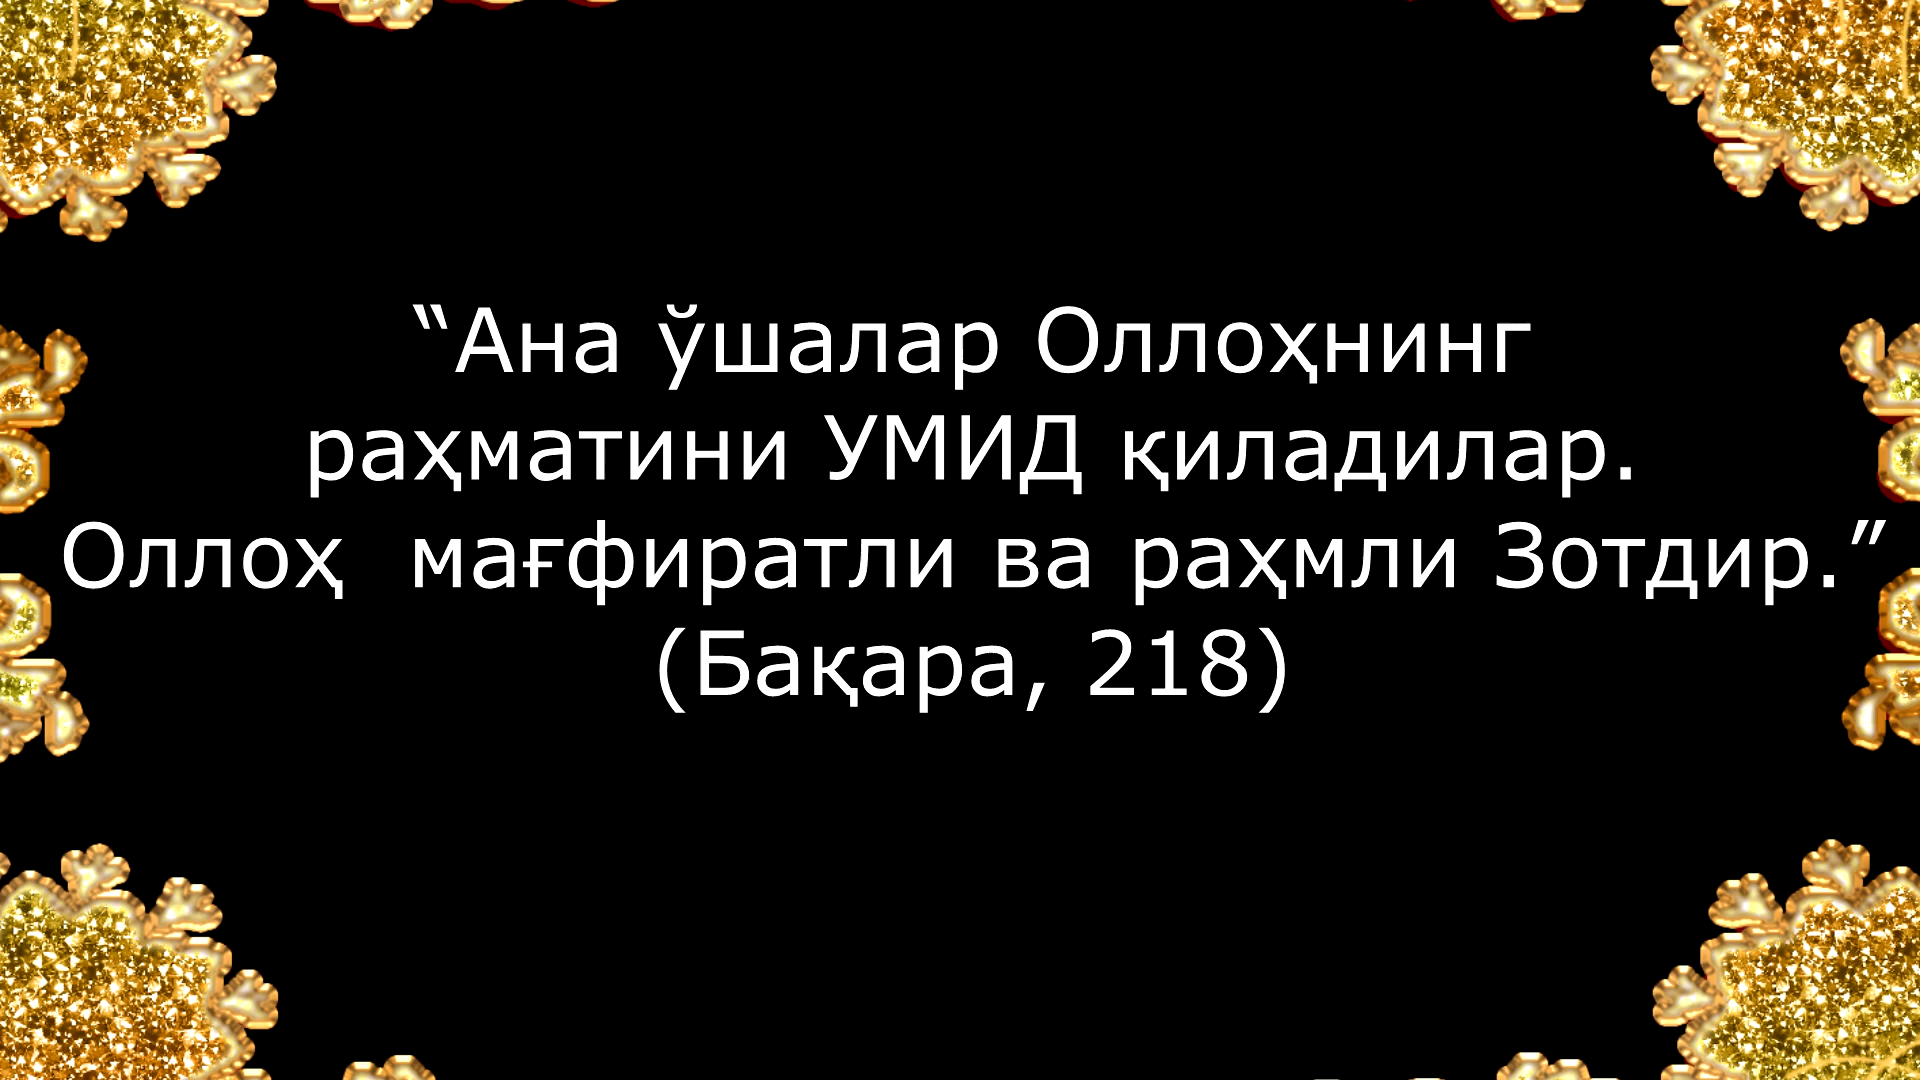 “Ана ўшалар Оллоҳнинг
раҳматини УМИД қиладилар.
Оллоҳ  мағфиратли ва раҳмли Зотдир.”
(Бақара, 218)